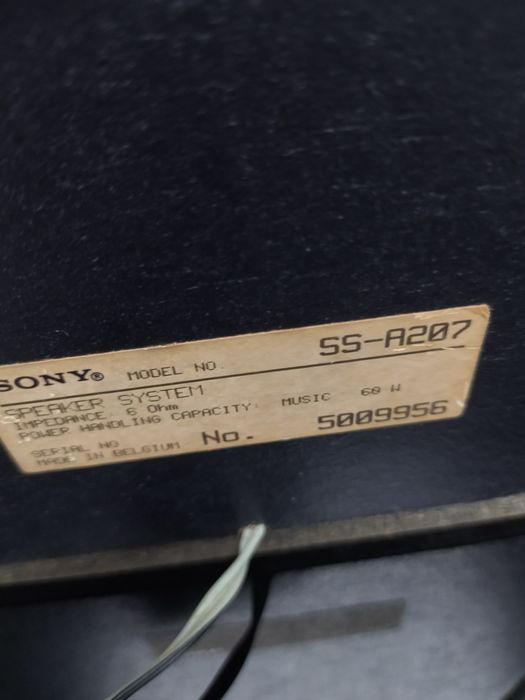 SONY® MODEL NO. SS-A207
SPEAKER SYSTEM
IMPEDANCE. 6 Ohm
POWER HANDLING CAPACITY: MUSIC 60 W
SERIAL NO No. 5009956
MADE IN BELGIUM